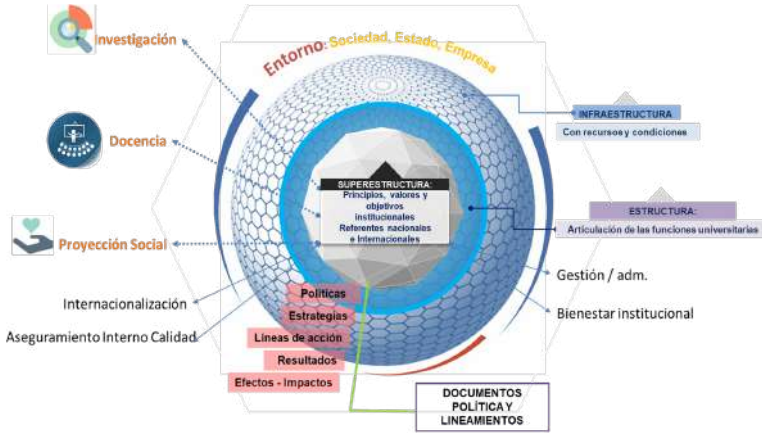 Entorno: Sociedad, Estado, Empresa
Investigación
Docencia
Proyección Social
Internacionalización
Aseguramiento Interno Calidad
SUPERESTRUCTURA:
Principios, valores y
objetivos
institucionales
Referentes nacionales
e Internacionales
INFRAESTRUCTURA
Con recursos y condiciones
ESTRUCTURA:
Articulación de las funciones universitarias
Gestión / adm.
Bienestar institucional
Políticas
Estrategias
Líneas de acción
Resultados
Efectos - Impactos
DOCUMENTOS
POLÍTICA Y
LINEAMIENTOS